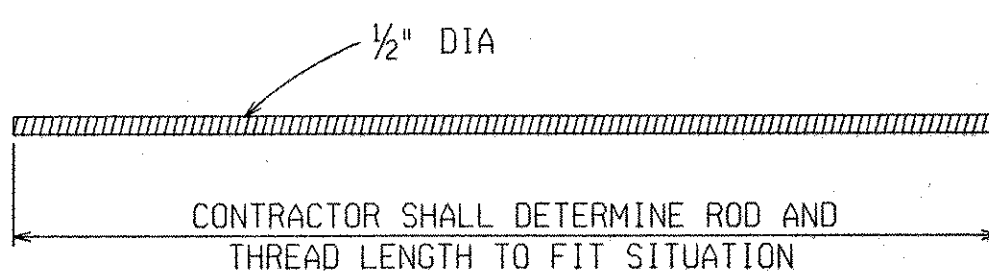 ½" DIA
CONTRACTOR SHALL DETERMINE ROD AND
THREAD LENGTH TO FIT SITUATION